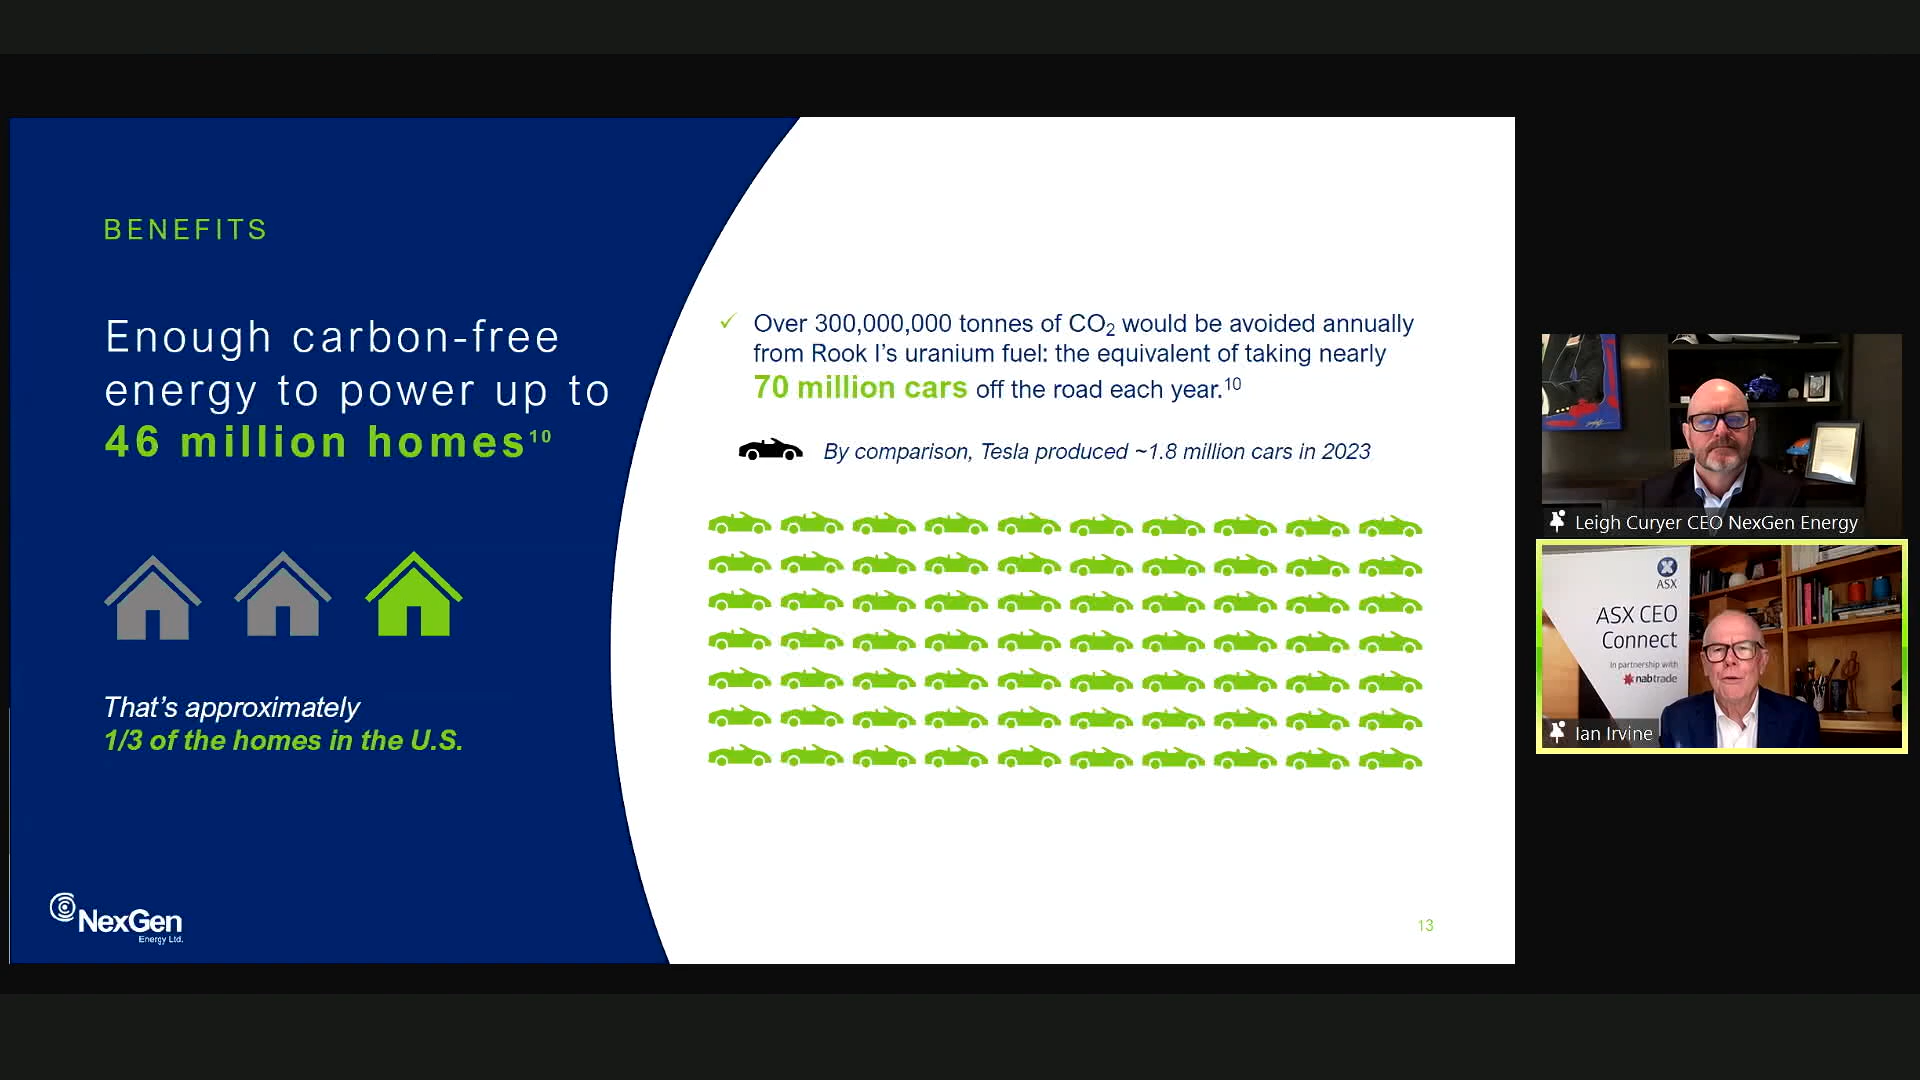 BENEFITS
Enough carbon-free
energy to power up to
46 million homes¹⁰
That's approximately
1/3 of the homes in the U.S.
NexGen
Energy Ltd.
✓ Over 300,000,000 tonnes of CO₂ would be avoided annually
from Rook I's uranium fuel: the equivalent of taking nearly
70 million cars off the road each year.¹⁰
By comparison, Tesla produced ~1.8 million cars in 2023
13
Leigh Curyer CEO NexGen Energy
ASX
ASX CEO
Connect
In partnership with
nabtrade
Ian Irvine